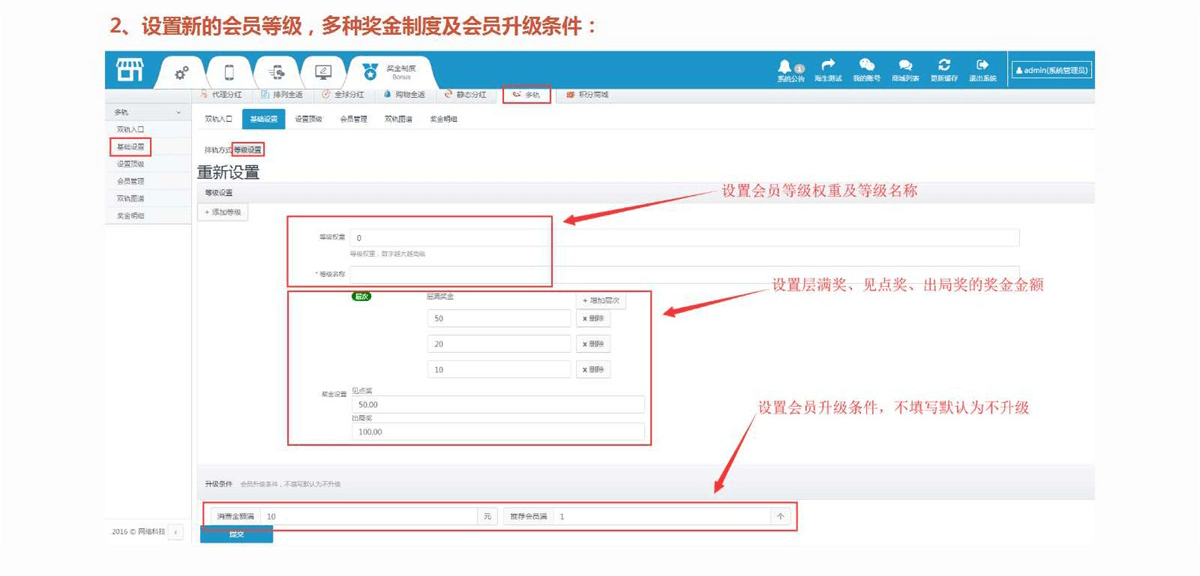 2、设置新的会员等级，多种奖金制度及会员升级条件：
奖金制度
Bonus
1
系统公告
商城列表
更新缓存
退出系统
admin(系统管理员)
代理分红
排列全返
全球分红
购物全返
静态分红
多轨
积分商城
多轨
双轨入口
基础设置
设置顶级
会员管理
双轨图谱
奖金明细
双轨入口
基础设置
设置顶级
会员管理
双轨图谱
奖金明细
排轨方式
等级设置
重新设置
等级设置
+ 添加等级
设置会员等级权重及等级名称
等级权重
0
等级权重，数字越大越高级
* 等级名称
设置层满奖、见点奖、出局奖的奖金金额
层次
层满奖金
+ 增加层次
50
x 删除
20
x 删除
10
x 删除
奖金设置
见点奖
50.00
出局奖
100.00
设置会员升级条件，不填写默认为不升级
升级条件
会员升级条件，不填写默认为不升级
消费金额满
10
元
推荐会员满
1
个
提交
2016 © 网络科技